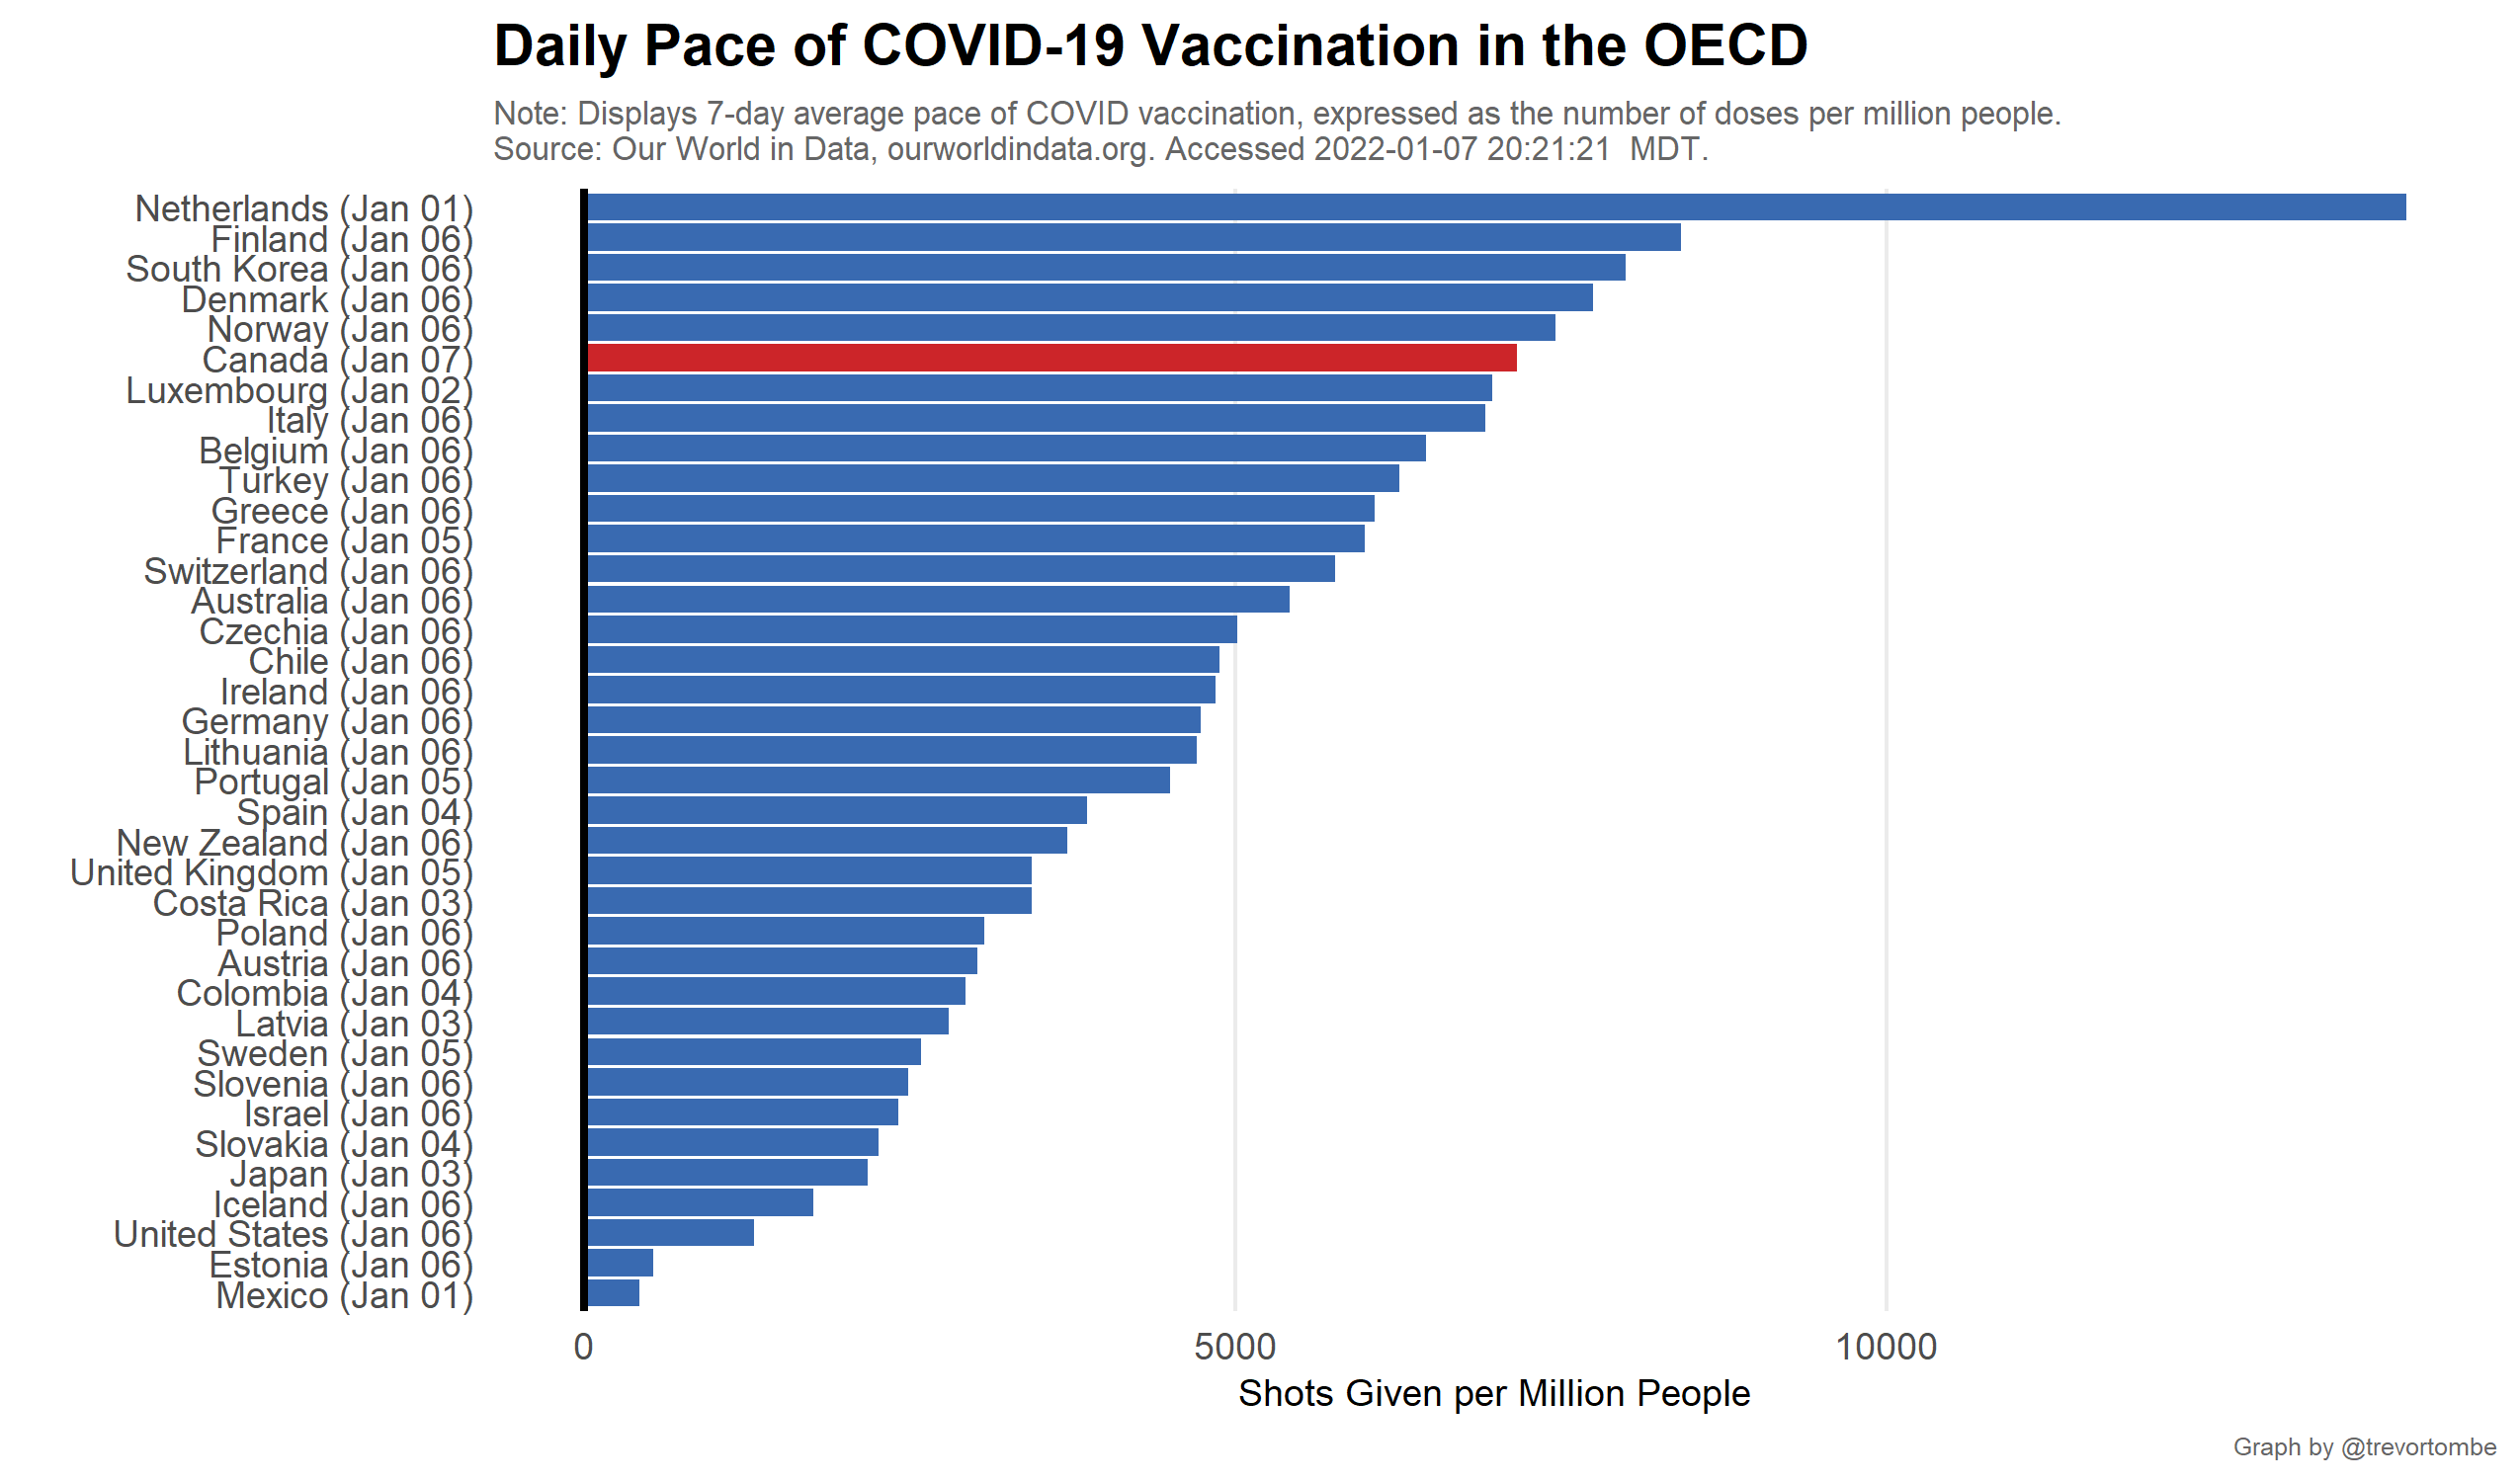 Daily Pace of COVID-19 Vaccination in the OECD
Note: Displays 7-day average pace of COVID vaccination, expressed as the number of doses per million people.
Source: Our World in Data, ourworldindata.org. Accessed 2022-01-07 20:21:21  MDT.
Netherlands (Jan 01)
Finland (Jan 06)
South Korea (Jan 06)
Denmark (Jan 06)
Norway (Jan 06)
Canada (Jan 07)
Luxembourg (Jan 02)
Italy (Jan 06)
Belgium (Jan 06)
Turkey (Jan 06)
Greece (Jan 06)
France (Jan 05)
Switzerland (Jan 06)
Australia (Jan 06)
Czechia (Jan 06)
Chile (Jan 06)
Ireland (Jan 06)
Germany (Jan 06)
Lithuania (Jan 06)
Portugal (Jan 05)
Spain (Jan 04)
New Zealand (Jan 06)
United Kingdom (Jan 05)
Costa Rica (Jan 03)
Poland (Jan 06)
Austria (Jan 06)
Colombia (Jan 04)
Latvia (Jan 03)
Sweden (Jan 05)
Slovenia (Jan 06)
Israel (Jan 06)
Slovakia (Jan 04)
Japan (Jan 03)
Iceland (Jan 06)
United States (Jan 06)
Estonia (Jan 06)
Mexico (Jan 01)
0 5000 10000
Shots Given per Million People
Graph by @trevortombe